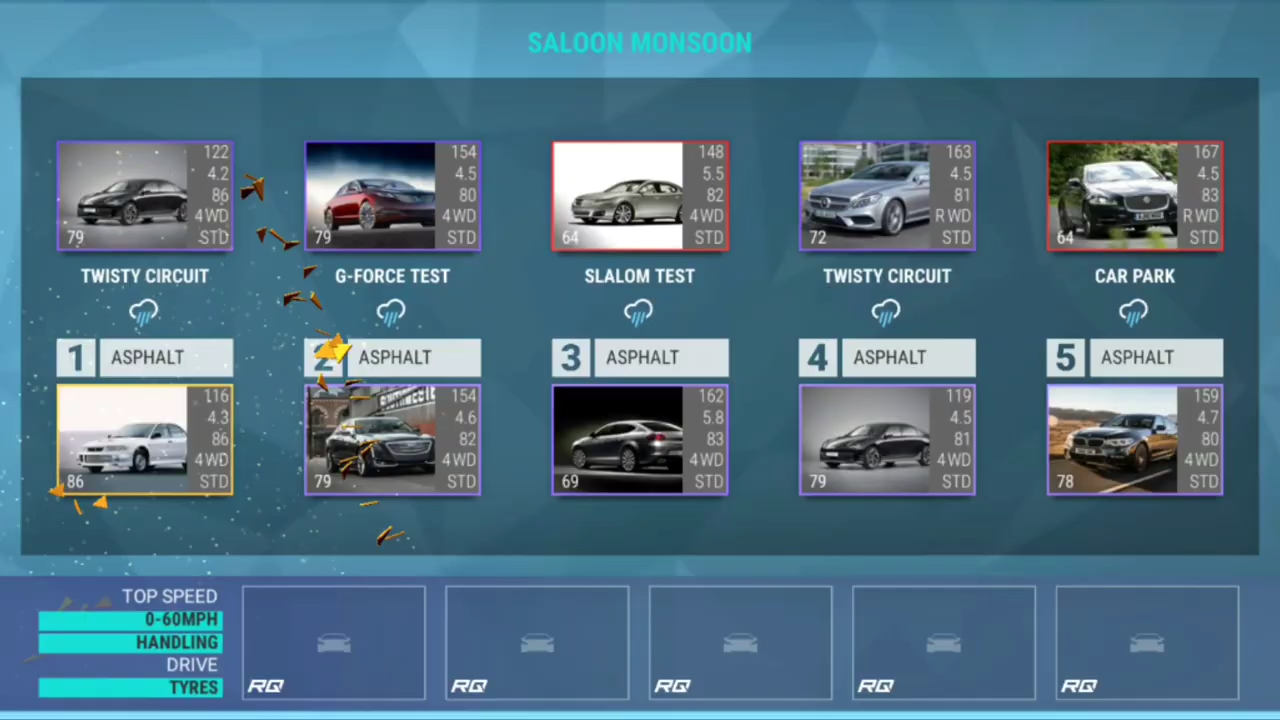 SALOON MONSOON
122
4.2
86
4WD
STD
79
154
4.5
80
4WD
STD
79
148
5.5
82
4WD
STD
64
163
4.5
81
RWD
STD
72
167
4.5
83
RWD
STD
64
TWISTY CIRCUIT
G-FORCE TEST
SLALOM TEST
TWISTY CIRCUIT
CAR PARK
1 ASPHALT
2 ASPHALT
3 ASPHALT
4 ASPHALT
5 ASPHALT
116
4.3
86
4WD
STD
86
154
4.6
82
4WD
STD
79
162
5.8
83
4WD
STD
69
119
4.5
81
4WD
STD
79
159
4.7
80
4WD
STD
78
TOP SPEED
0-60MPH
HANDLING
DRIVE
TYRES
RQ
RQ
RQ
RQ
RQ